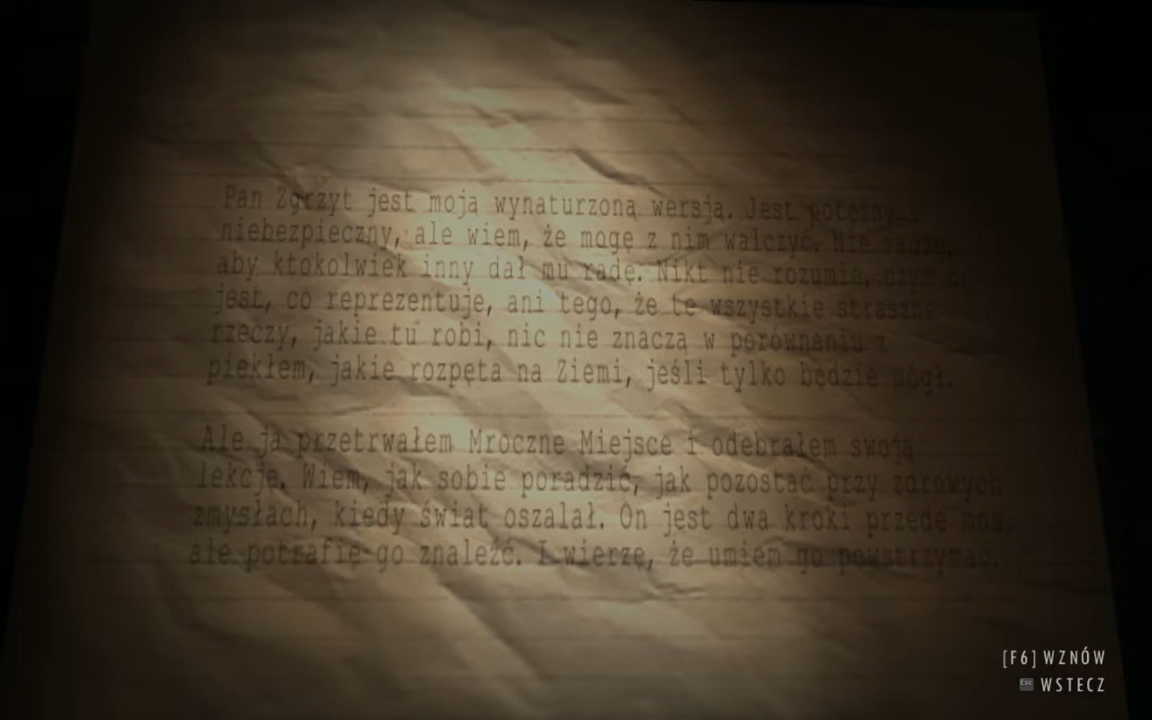 Pan Zgrzyt jest moją wynaturzoną wersją. Jest potężny i
niebezpieczny, ale wiem, że mogę z nim walczyć. Nie sądzę,
aby ktokolwiek inny dał mu radę. Nikt nie rozumie, czym on
jest, co reprezentuje, ani tego, że te wszystkie straszne
rzeczy, jakie tu robi, nic nie znaczą w porównaniu z
piekłem, jakie rozpęta na Ziemi, jeśli tylko będzie mógł.
Ale ja przetrwałem Mroczne Miejsce i odebrałem swoją
lekcję. Wiem, jak sobie poradzić, jak pozostać przy zdrowych
zmysłach, kiedy świat oszalał. On jest dwa kroki przede mną,
ale potrafię go znaleźć. I wierzę, że umiem go powstrzymać.
[F6] WZNÓW
Esc WSTECZ